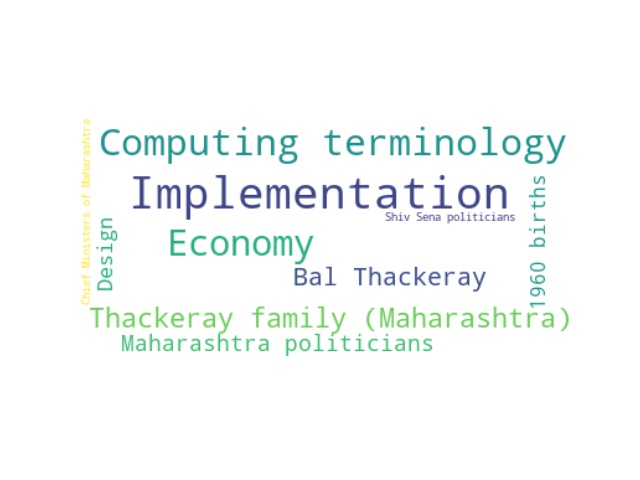 Computing terminology
Implementation
Shiv Sena politicians
Economy
Bal Thackeray
Thackeray family (Maharashtra)
Maharashtra politicians
Chief Ministers of Maharashtra
Design
1960 births